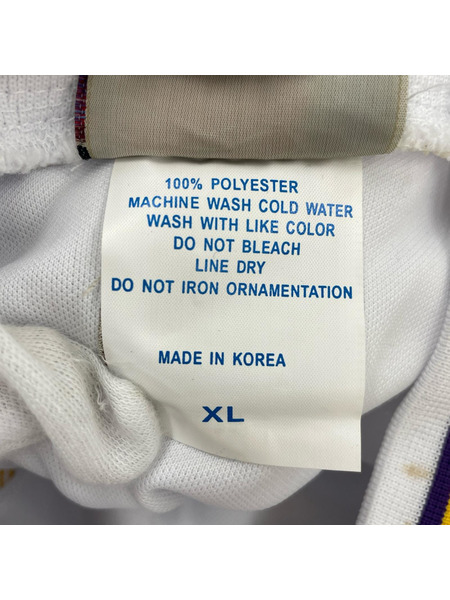 100% POLYESTER
MACHINE WASH COLD WATER
WASH WITH LIKE COLOR
DO NOT BLEACH
LINE DRY
DO NOT IRON ORNAMENTATION
MADE IN KOREA
XL